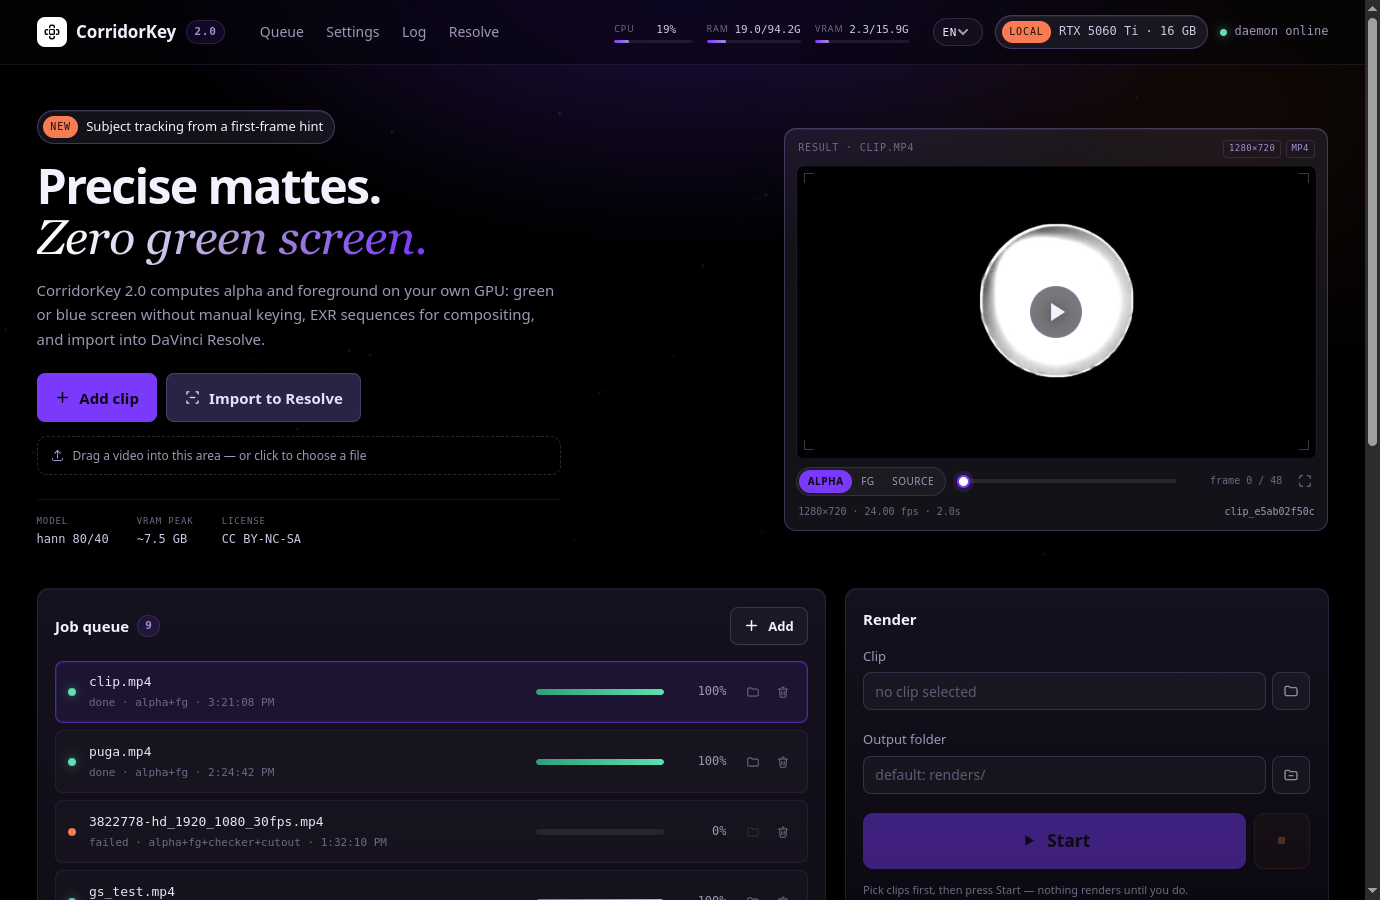 CorridorKey 2.0 Queue Settings Log Resolve CPU 19% RAM 19.0/94.2G VRAM 2.3/15.9G EN LOCAL RTX 5060 Ti · 16 GB daemon online
NEW Subject tracking from a first-frame hint
Precise mattes.
Zero green screen.
CorridorKey 2.0 computes alpha and foreground on your own GPU: green
or blue screen without manual keying, EXR sequences for compositing,
and import into DaVinci Resolve.
Add clip Import to Resolve
Drag a video into this area — or click to choose a file
MODEL VRAM PEAK LICENSE
hann 80/40 ~7.5 GB CC BY-NC-SA
RESULT · CLIP.MP4 1280×720 MP4
ALPHA FG SOURCE frame 0 / 48
1280×720 · 24.00 fps · 2.0s clip_e5ab02f50c
Job queue 9 Add
clip.mp4
done · alpha+fg · 3:21:08 PM 100%
puga.mp4
done · alpha+fg · 2:24:42 PM 100%
3822778-hd_1920_1080_30fps.mp4
failed · alpha+fg+checker+cutout · 1:32:10 PM 0%
gs_test.mp4
100%
Render
Clip
no clip selected
Output folder
default: renders/
Start
Pick clips first, then press Start — nothing renders until you do.